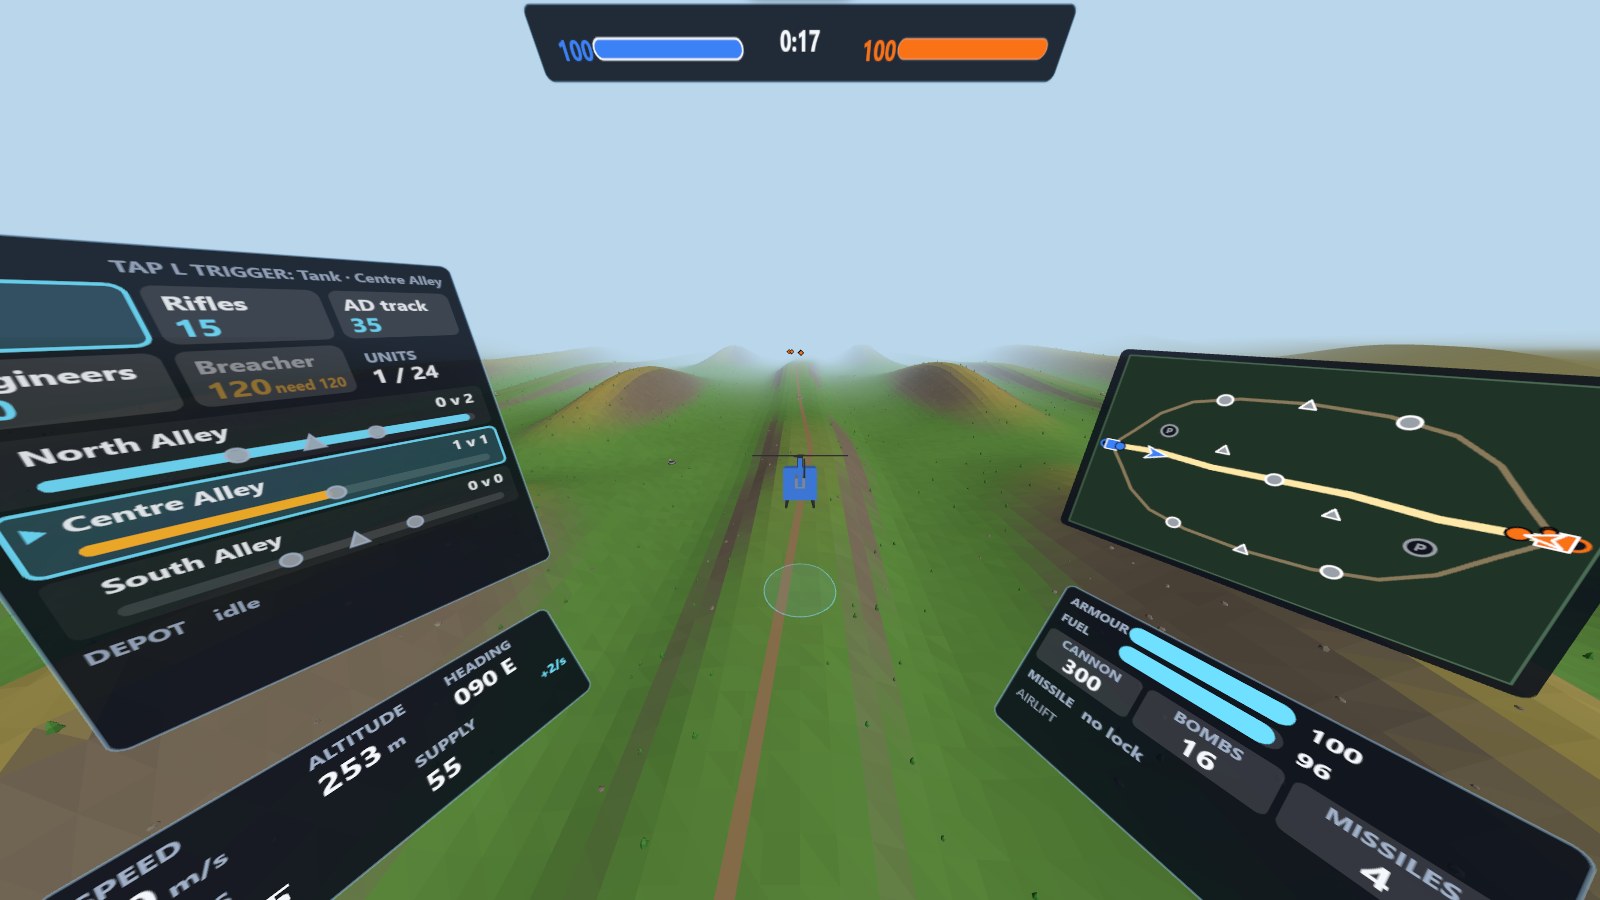 100 0:17 100
TAP L TRIGGER: Tank · Centre Alley
Rifles
15
AD track
35
gineers
Breacher
120 need 120
UNITS
1 / 24
North Alley 0 v 2
Centre Alley 1 v 1
South Alley 0 v 0
DEPOT idle
SPEED
m/s
ALTITUDE
253 m
HEADING
090 E
SUPPLY
55
+2/s
P
P
ARMOUR 100
FUEL 96
CANNON
300
BOMBS
16
MISSILES
4
MISSILE no lock
AIRLIFT